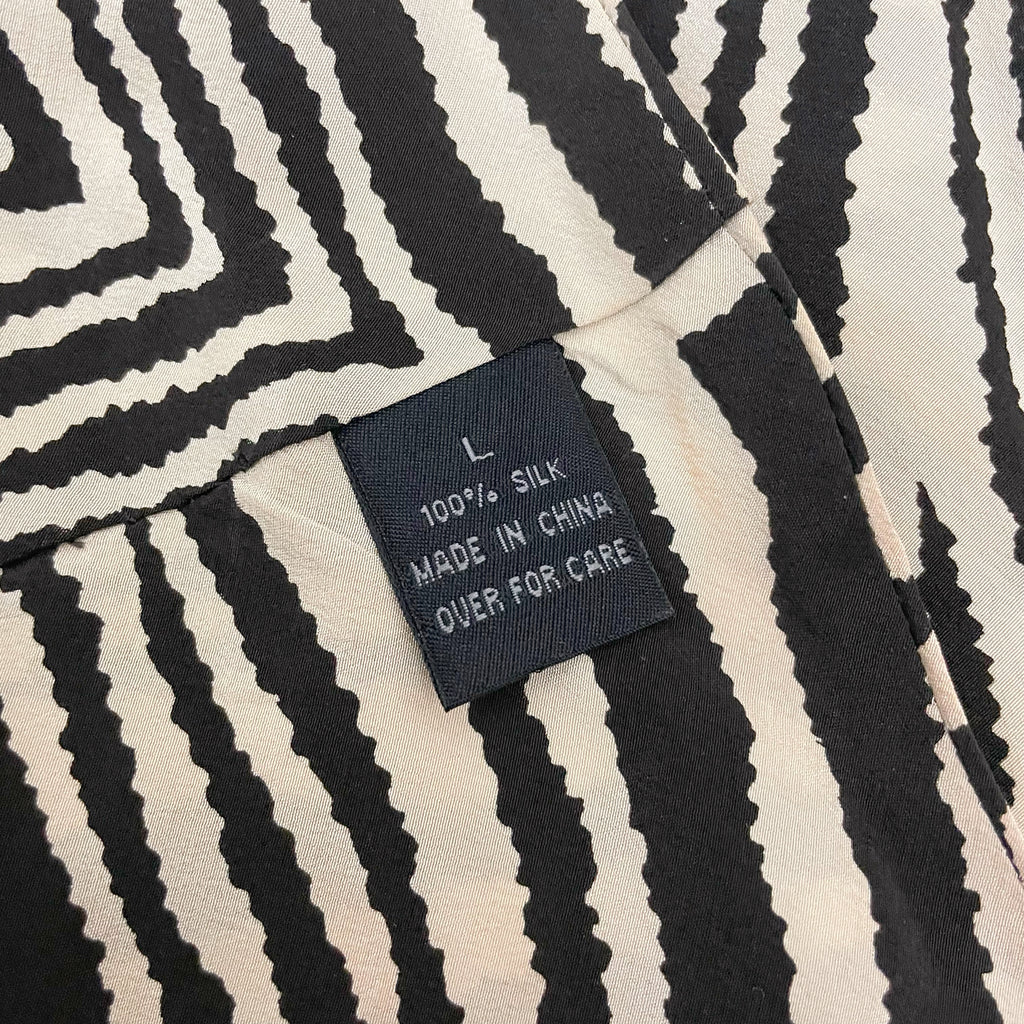 L
100% SILK
MADE IN CHINA
OVER FOR CARE